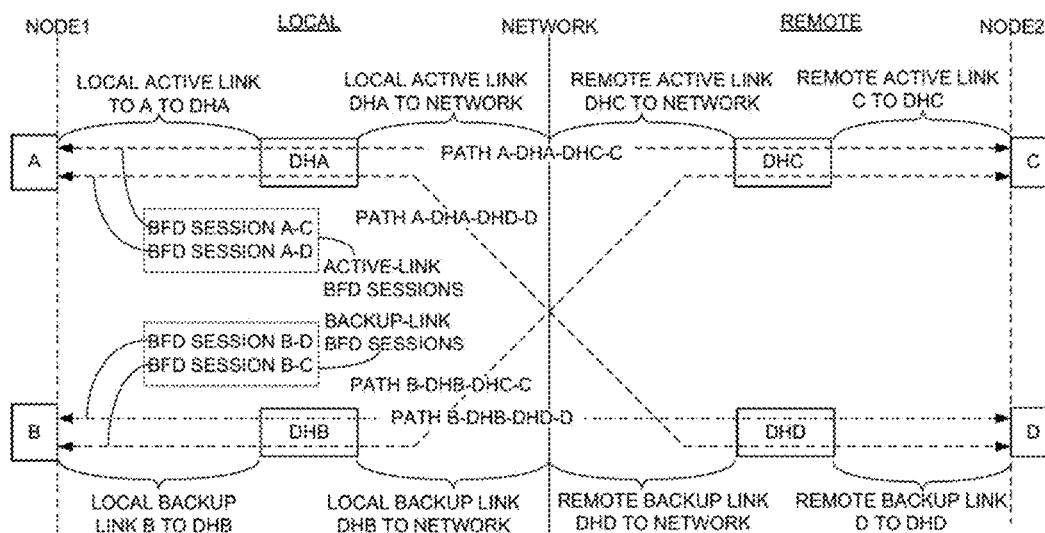 LOCAL
REMOTE
NODE1
NETWORK
NODE2
LOCAL ACTIVE LINK
TO A TO DHA
LOCAL ACTIVE LINK
DHA TO NETWORK
REMOTE ACTIVE LINK
DHC TO NETWORK
REMOTE ACTIVE LINK
C TO DHC
A
DHA
PATH A-DHA-DHC-C
DHC
C
PATH A-DHA-DHD-D
BFD SESSION A-C
BFD SESSION A-D
ACTIVE-LINK
BFD SESSIONS
BACKUP-LINK
BFD SESSIONS
BFD SESSION B-D
BFD SESSION B-C
PATH B-DHB-DHC-C
PATH B-DHB-DHD-D
B
DHB
DHD
D
LOCAL BACKUP
LINK B TO DHB
LOCAL BACKUP LINK
DHB TO NETWORK
REMOTE BACKUP LINK
DHD TO NETWORK
REMOTE BACKUP LINK
D TO DHD